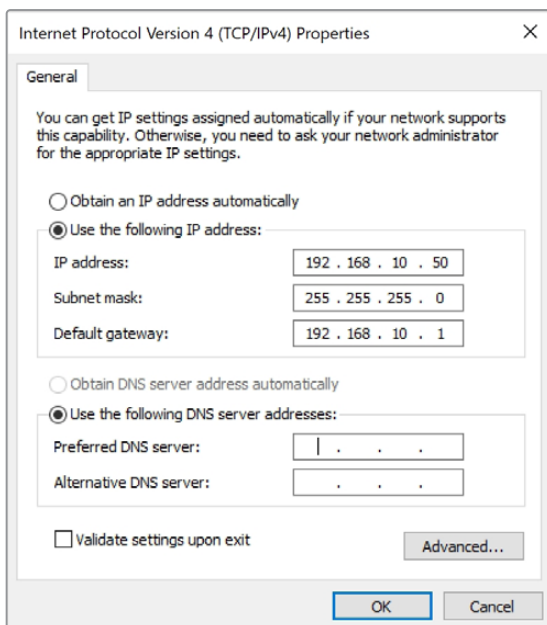 Internet Protocol Version 4 (TCP/IPv4) Properties
General
You can get IP settings assigned automatically if your network supports
this capability. Otherwise, you need to ask your network administrator
for the appropriate IP settings.
Obtain an IP address automatically
Use the following IP address:
IP address: 192 . 168 . 10 . 50
Subnet mask: 255 . 255 . 255 . 0
Default gateway: 192 . 168 . 10 . 1
Obtain DNS server address automatically
Use the following DNS server addresses:
Preferred DNS server: . . .
Alternative DNS server: . . .
Validate settings upon exit
Advanced...
OK Cancel